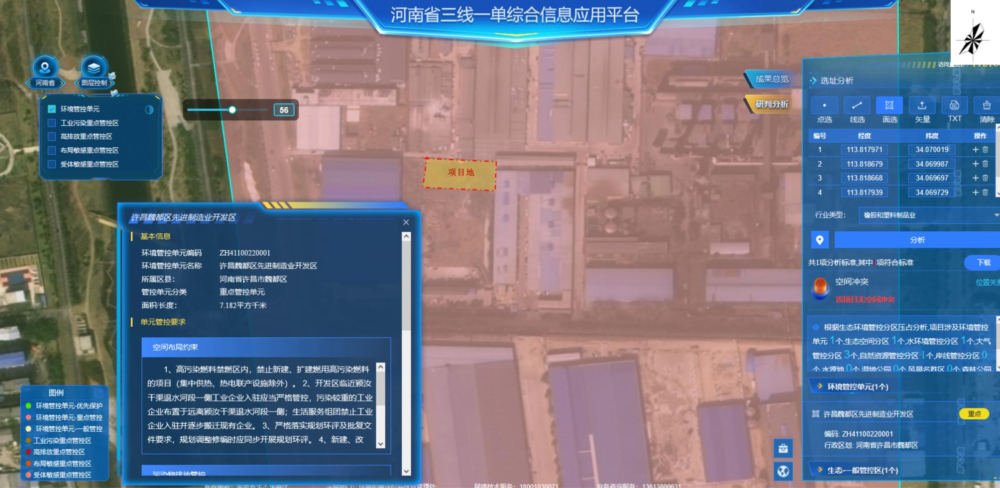 河南省三线一单综合信息应用平台
N
河南省
图层控制
环境管控单元
工业污染重点管控区
高排放重点管控区
布局敏感重点管控区
受体敏感重点管控区
56
项目地
成果总览
研判分析
选址分析
点选 线选 面选 矢量 TXT 清除
编号 经度 纬度 操作
1 113.817971 34.070019
2 113.818679 34.069987
3 113.818668 34.069697
4 113.817939 34.069729
行业类型: 橡胶和塑料制品业
分析
共1项分析标准,其中1项符合标准
下载
空间冲突
位置关
该项目无空间冲突
根据生态环境管控分区压占分析,项目涉及环境管控
单元 1个,生态空间分区 1个,水环境管控分区 1个,大气
管控分区 3个,自然资源管控分区 1个,岸线管控分区 0
个,水源地 0个,湿地公园 0个,风景名胜区 0个,森林公园
环境管控单元(1个)
许昌魏都区先进制造业开发区
重点
编码: ZH41100220001
行政区划: 河南省许昌市魏都区
生态-一般管控区(1个)
许昌魏都区先进制造业开发区
基本信息
环境管控单元编码 ZH41100220001
环境管控单元名称 许昌魏都区先进制造业开发区
所属区县: 河南省许昌市魏都区
管控单元分类 重点管控单元
面积/长度: 7.182平方千米
单元管控要求
空间布局约束
1、高污染燃料禁燃区内，禁止新建、扩建燃用高污染燃料
的项目（集中供热、热电联产设施除外）。 2、开发区临近颍汝
干渠退水河段一侧工业企业入驻应当严格管控，污染较重的工业
企业布置于远离颍汝干渠退水河段一侧；生活服务组团禁止工业
企业入驻并逐步搬迁现有企业。 3、严格落实规划环评及批复文
件要求，规划调整修编时应同步开展规划环评。 4、新建、改
污染物排放管控
图例
环境管控单元-优先保护
环境管控单元-重点管控
环境管控单元-一般管控
工业污染重点管控区
高排放重点管控区
布局敏感重点管控区
受体敏感重点管控区
网络技术服务: 18001030071
业务咨询服务: 13613800631